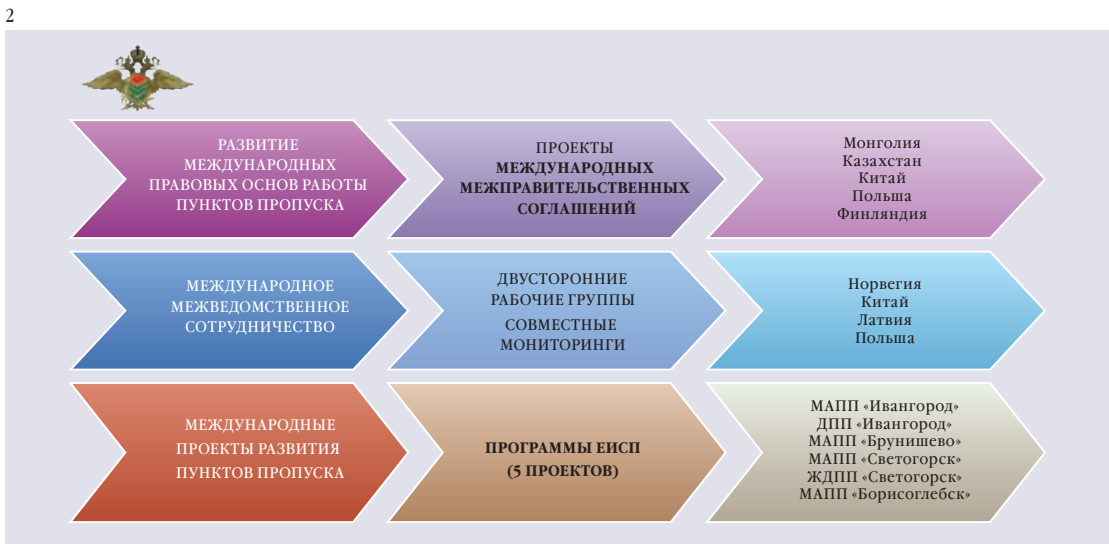 2
РАЗВИТИЕ
МЕЖДУНАРОДНЫХ
ПРАВОВЫХ ОСНОВ РАБОТЫ
ПУНКТОВ ПРОПУСКА
ПРОЕКТЫ
МЕЖДУНАРОДНЫХ
МЕЖПРАВИТЕЛЬСТВЕННЫХ
СОГЛАШЕНИЙ
Монголия
Казахстан
Китай
Польша
Финляндия
МЕЖДУНАРОДНОЕ
МЕЖВЕДОМСТВЕННОЕ
СОТРУДНИЧЕСТВО
ДВУСТОРОННИЕ
РАБОЧИЕ ГРУППЫ
СОВМЕСТНЫЕ
МОНИТОРИНГИ
Норвегия
Китай
Латвия
Польша
МЕЖДУНАРОДНЫЕ
ПРОЕКТЫ РАЗВИТИЯ
ПУНКТОВ ПРОПУСКА
ПРОГРАММЫ ЕИСП
(5 ПРОЕКТОВ)
МАПП «Ивангород»
ДПП «Ивангород»
МАПП «Брунишево»
МАПП «Светогорск»
ЖДПП «Светогорск»
МАПП «Борисоглебск»